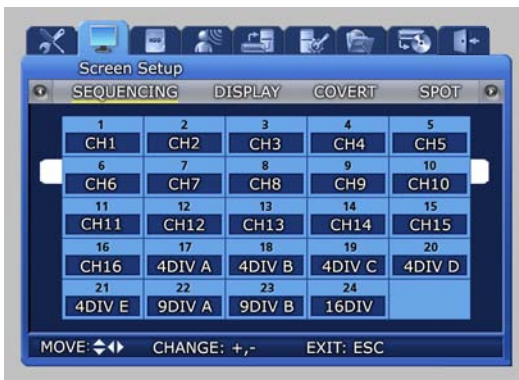 HDD
Screen Setup
SEQUENCING DISPLAY COVERT SPOT
1 2 3 4 5
CH1 CH2 CH3 CH4 CH5
6 7 8 9 10
CH6 CH7 CH8 CH9 CH10
11 12 13 14 15
CH11 CH12 CH13 CH14 CH15
16 17 18 19 20
CH16 4DIV A 4DIV B 4DIV C 4DIV D
21 22 23 24
4DIV E 9DIV A 9DIV B 16DIV
MOVE: CHANGE: +,- EXIT: ESC